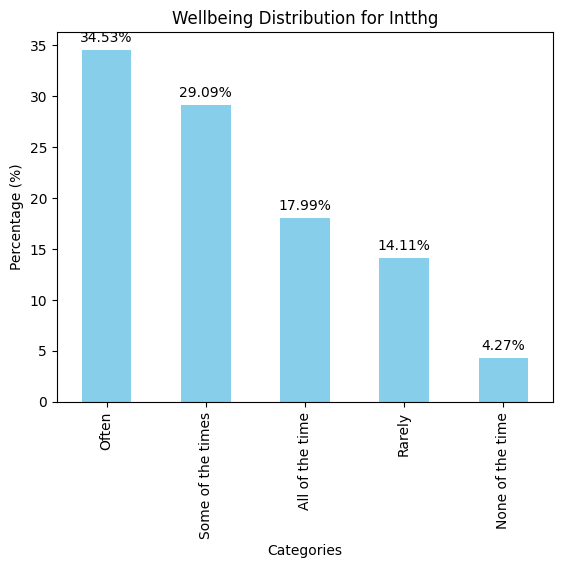 Wellbeing Distribution for Intthg
34.53%
29.09%
17.99%
14.11%
4.27%
Percentage (%)
35
30
25
20
15
10
5
0
Often
Some of the times
All of the time
Rarely
None of the time
Categories